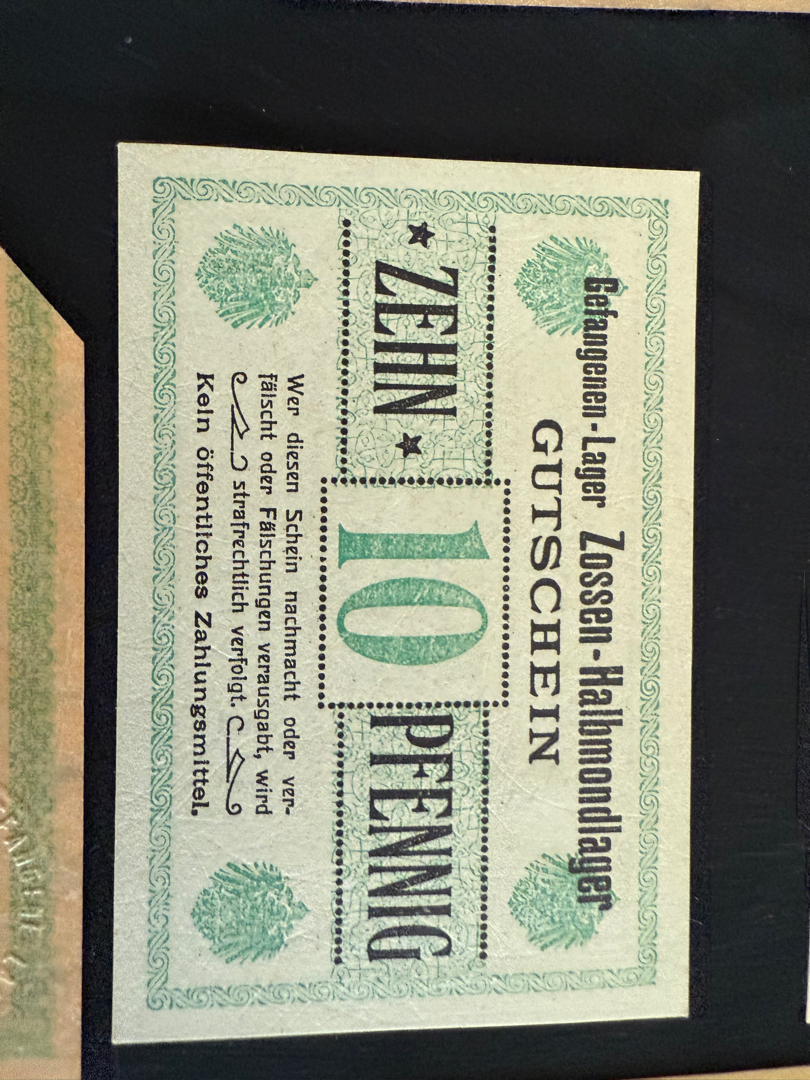 Gefangenen-Lager Zossen-Halbmondlager
GUTSCHEIN
ZEHN 10 PFENNIG
Wer diesen Schein nachmacht oder ver-
fälscht oder Fälschungen verausgabt, wird
strafrechtlich verfolgt.
Kein öffentliches Zahlungsmittel.